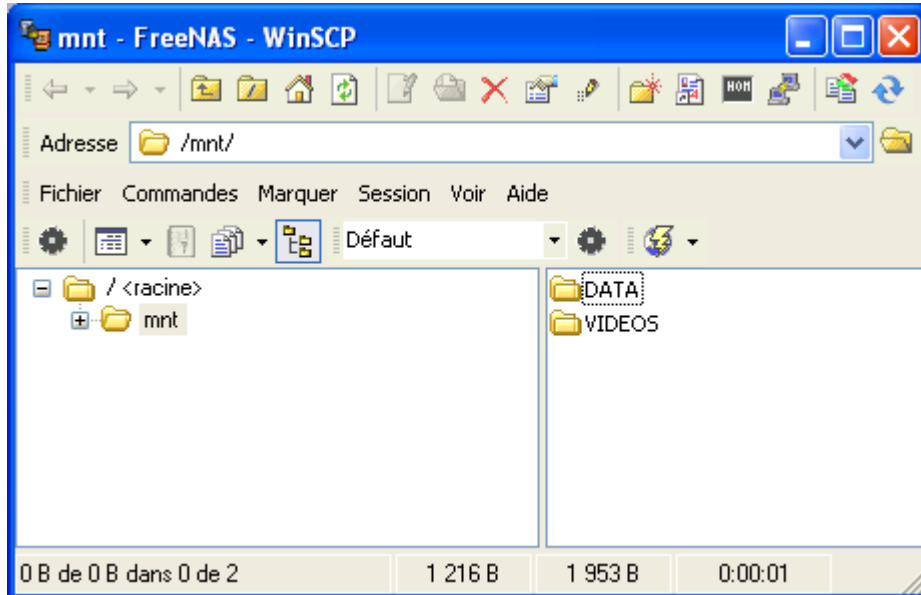 mnt - FreeNAS - WinSCP
Adresse /mnt/
Fichier Commandes Marquer Session Voir Aide
Défaut
/ <racine>
mnt
DATA
VIDEOS
0 B de 0 B dans 0 de 2 1 216 B 1 953 B 0:00:01